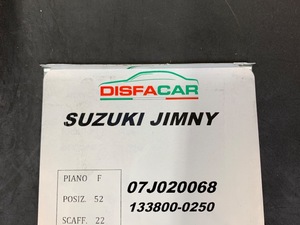 DISFACAR
SUZUKI JIMNY
PIANO F
07J020068
POSIZ. 52
133800-0250
SCAFF. 22